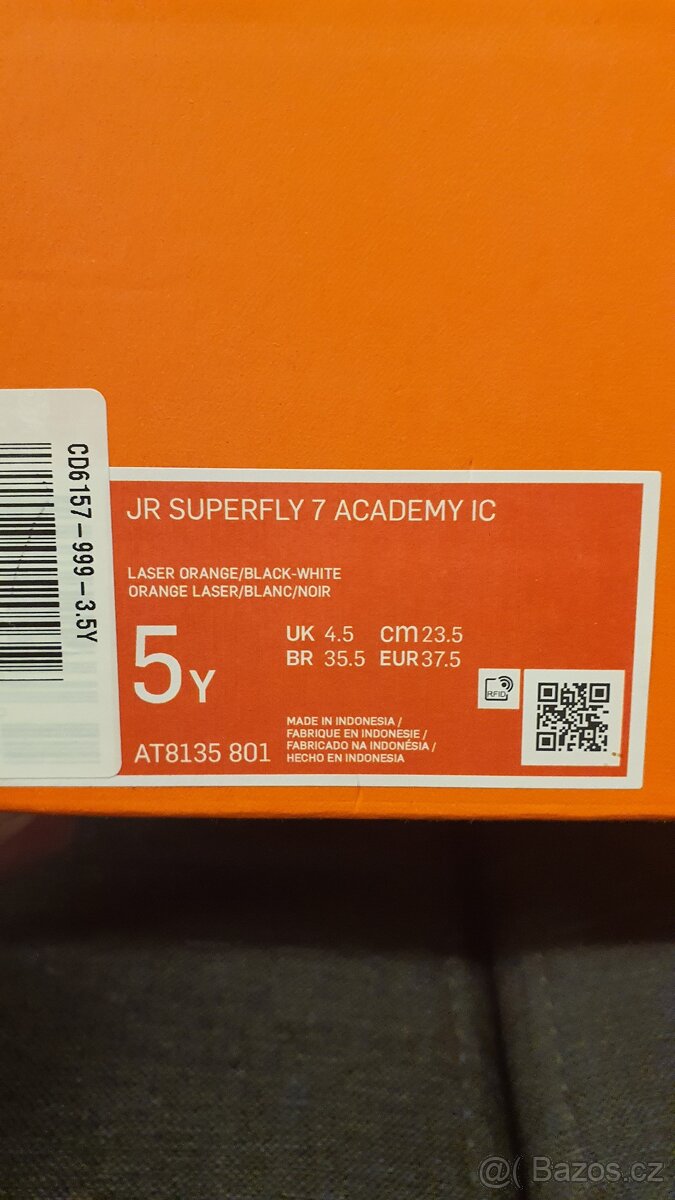 CD6157-999-3.5Y
JR SUPERFLY 7 ACADEMY IC
LASER ORANGE/BLACK-WHITE
ORANGE LASER/BLANC/NOIR
5Y
UK 4.5 cm 23.5
BR 35.5 EUR 37.5
RFID
AT8135 801
MADE IN INDONESIA /
FABRIQUE EN INDONESIE /
FABRICADO NA INDONÉSIA /
HECHO EN INDONESIA
@( Bazos.cz